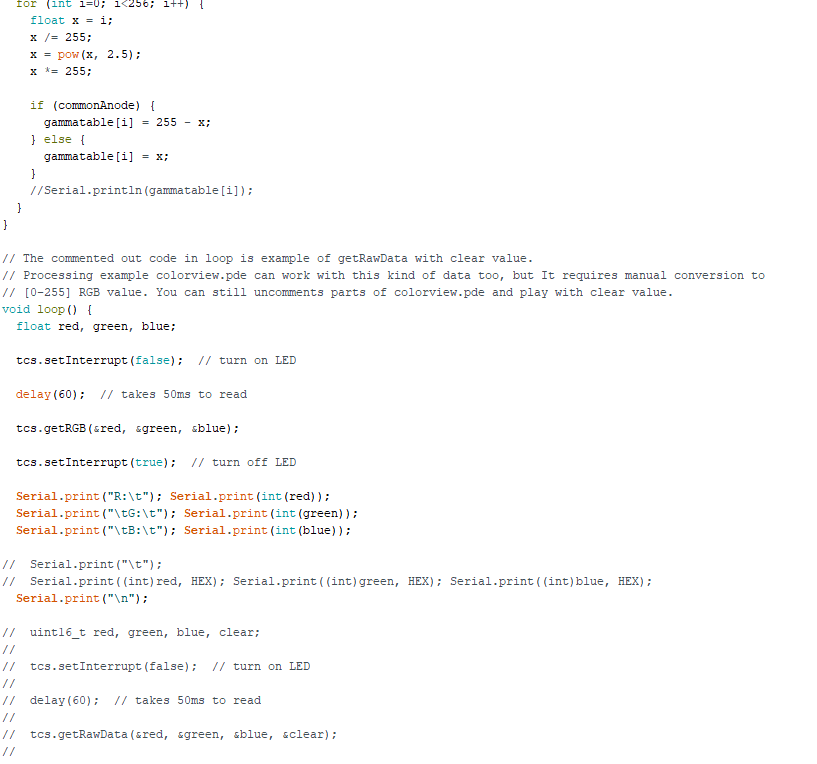 for (int i=0; i<256; i++) {
float x = i;
x /= 255;
x = pow(x, 2.5);
x *= 255;
if (commonAnode) {
gammatable[i] = 255 - x;
} else {
gammatable[i] = x;
}
//Serial.println(gammatable[i]);
}
}
// The commented out code in loop is example of getRawData with clear value.
// Processing example colorview.pde can work with this kind of data too, but It requires manual conversion to
// [0-255] RGB value. You can still uncomments parts of colorview.pde and play with clear value.
void loop() {
float red, green, blue;
tcs.setInterrupt(false);  // turn on LED
delay(60);  // takes 50ms to read
tcs.getRGB(&red, &green, &blue);
tcs.setInterrupt(true);  // turn off LED
Serial.print("R:\t"); Serial.print(int(red));
Serial.print("\tG:\t"); Serial.print(int(green));
Serial.print("\tB:\t"); Serial.print(int(blue));
//  Serial.print("\t");
//  Serial.print((int)red, HEX); Serial.print((int)green, HEX); Serial.print((int)blue, HEX);
Serial.print("\n");
//  uint16_t red, green, blue, clear;
//
//  tcs.setInterrupt(false);  // turn on LED
//
//  delay(60);  // takes 50ms to read
//
//  tcs.getRawData(&red, &green, &blue, &clear);
//